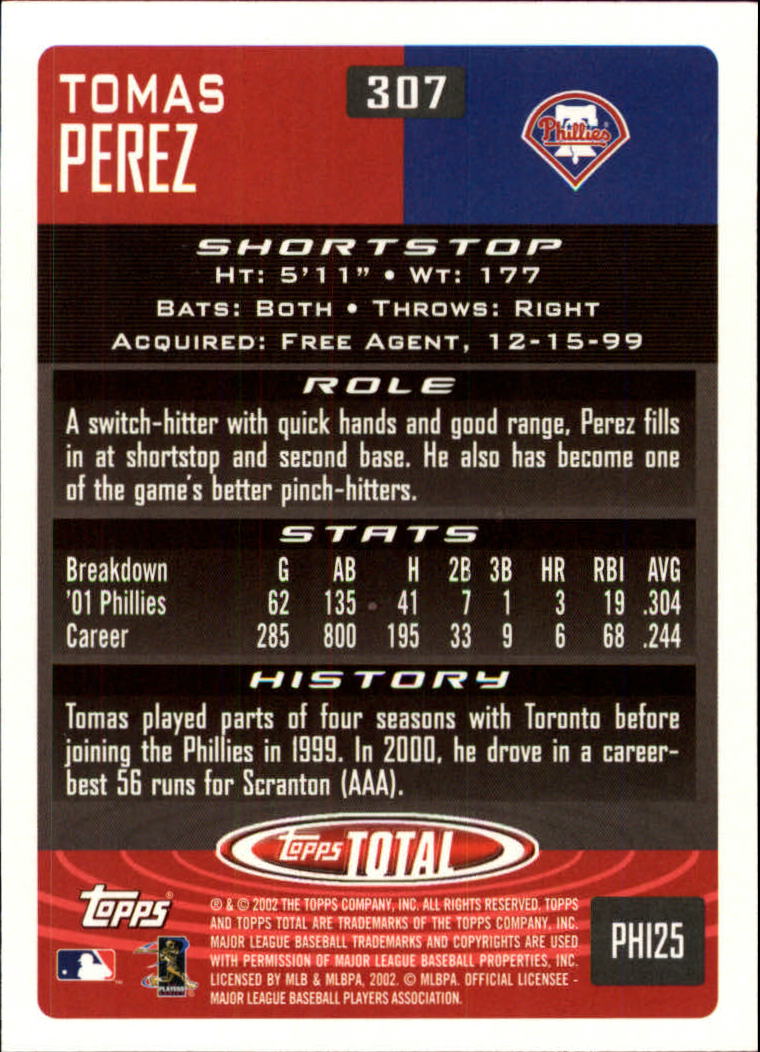 TOMAS
PEREZ
307
Phillies
SHORTSTOP
HT: 5'11" • WT: 177
BATS: BOTH • THROWS: RIGHT
ACQUIRED: FREE AGENT, 12-15-99
ROLE
A switch-hitter with quick hands and good range, Perez fills
in at shortstop and second base. He also has become one
of the game's better pinch-hitters.
STATS
Breakdown G AB H 2B 3B HR RBI AVG
'01 Phillies 62 135 41 7 1 3 19 .304
Career 285 800 195 33 9 6 68 .244
HISTORY
Tomas played parts of four seasons with Toronto before
joining the Phillies in 1999. In 2000, he drove in a career-
best 56 runs for Scranton (AAA).
Topps TOTAL
Topps®
® & © 2002 THE TOPPS COMPANY, INC. ALL RIGHTS RESERVED. TOPPS
AND TOPPS TOTAL ARE TRADEMARKS OF THE TOPPS COMPANY, INC.
MAJOR LEAGUE BASEBALL TRADEMARKS AND COPYRIGHTS ARE USED
WITH PERMISSION OF MAJOR LEAGUE BASEBALL PROPERTIES, INC.
LICENSED BY MLB & MLBPA, 2002. © MLBPA. OFFICIAL LICENSEE -
MAJOR LEAGUE BASEBALL PLAYERS ASSOCIATION.
PLAYERS
PHI25